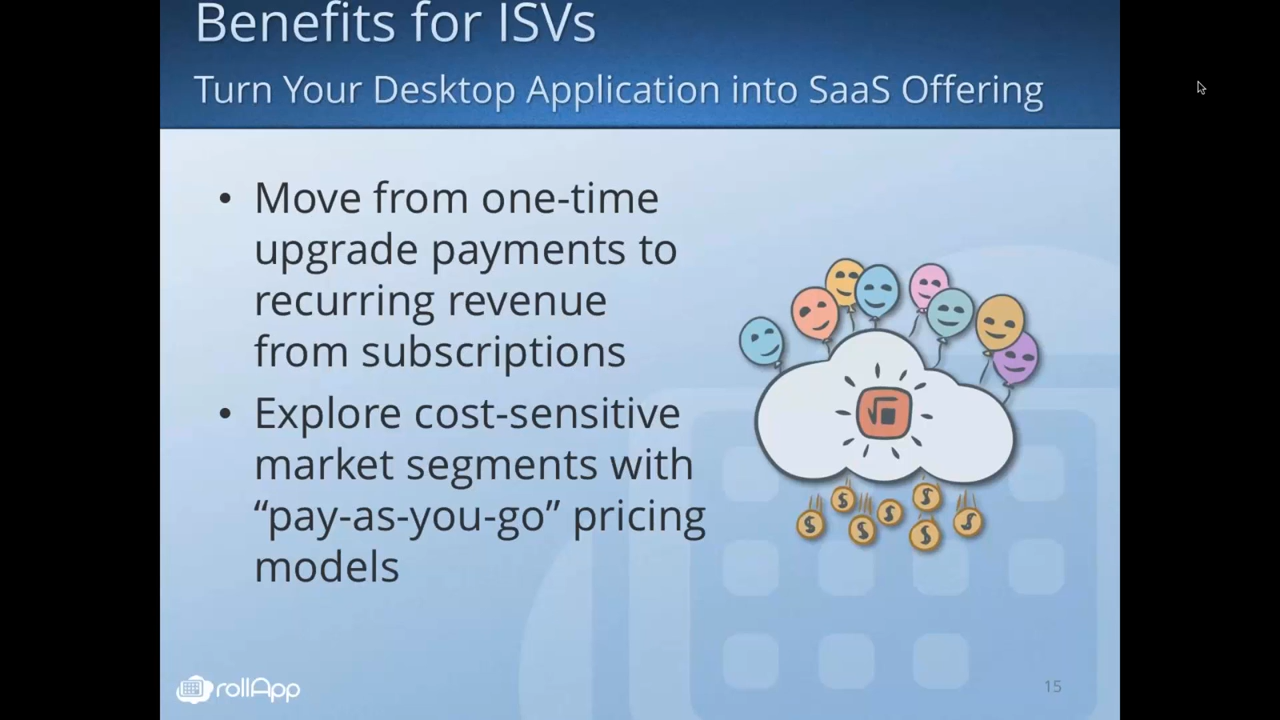 Benefits for ISVs
Turn Your Desktop Application into SaaS Offering
• Move from one-time
upgrade payments to
recurring revenue
from subscriptions
• Explore cost-sensitive
market segments with
“pay-as-you-go” pricing
models
$ $ $ $ $ $ $
rollApp
15